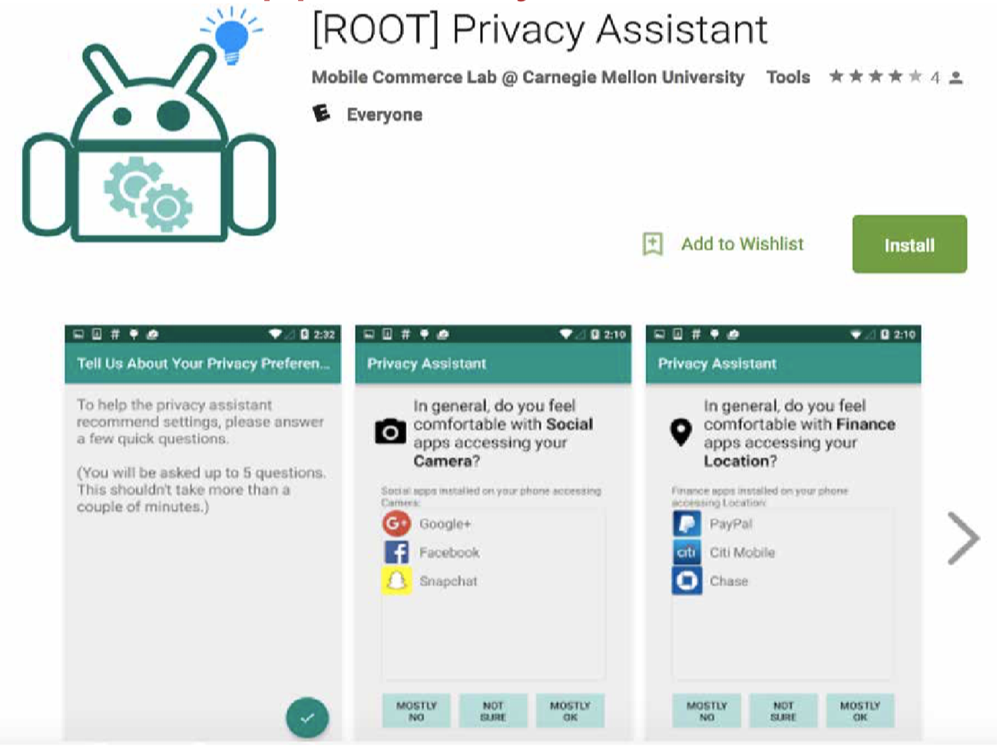 [ROOT] Privacy Assistant
Mobile Commerce Lab @ Carnegie Mellon University Tools 4
E Everyone
Add to Wishlist
Install
2:32
Tell Us About Your Privacy Preferen...
To help the privacy assistant
recommend settings, please answer
a few quick questions.
(You will be asked up to 5 questions.
This shouldn't take more than a
couple of minutes.)
2:10
Privacy Assistant
In general, do you feel
comfortable with Social
apps accessing your
Camera?
Social apps installed on your phone accessing
Camera:
G+ Google+
f Facebook
Snapchat
MOSTLY
NO
NOT
SURE
MOSTLY
OK
2:10
Privacy Assistant
In general, do you feel
comfortable with Finance
apps accessing your
Location?
Finance apps installed on your phone
accessing Location:
PayPal
citi Citi Mobile
Chase
MOSTLY
NO
NOT
SURE
MOSTLY
OK